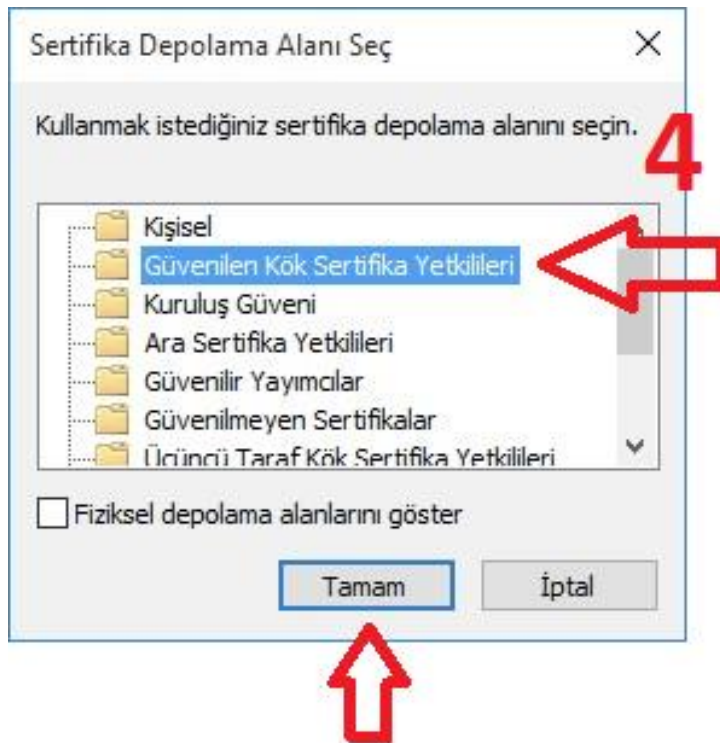 Sertifika Depolama Alanı Seç
Kullanmak istediğiniz sertifika depolama alanını seçin.
4
Kişisel
Güvenilen Kök Sertifika Yetkilileri
Kuruluş Güveni
Ara Sertifika Yetkilileri
Güvenilir Yayımcılar
Güvenilmeyen Sertifikalar
Üçüncü Taraf Kök Sertifika Yetkilileri
Fiziksel depolama alanlarını göster
Tamam İptal